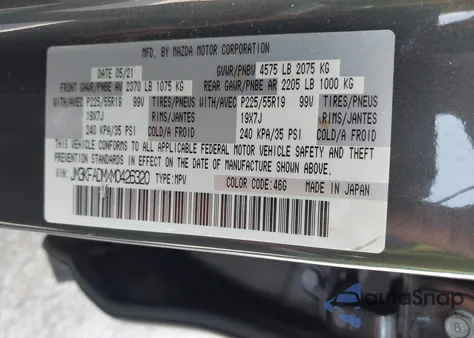 MFD. BY MAZDA MOTOR CORPORATION
DATE 05/21 GVWR/PNBV 4575 LB 2075 KG
FRONT GAWR/PNBE AV 2370 LB 1075 KG REAR GAWR/PNBE AR 2205 LB 1000 KG
WITH/AVEC P225/55R19 99V TIRES/PNEUS WITH/AVEC P225/55R19 99V TIRES/PNEUS
19X7J RIMS/JANTES 19X7J RIMS/JANTES
240 KPA/35 PSI COLD/A FROID 240 KPA/35 PSI COLD/A FROID
THIS VEHICLE CONFORMS TO ALL APPLICABLE FEDERAL MOTOR VEHICLE SAFETY AND THEFT
PREVENTION STANDARDS IN EFFECT ON THE DATE OF MANUFACTURE SHOWN ABOVE.
VIN: TYPE:MPV COLOR CODE:46G MADE IN JAPAN
autoSnap
B